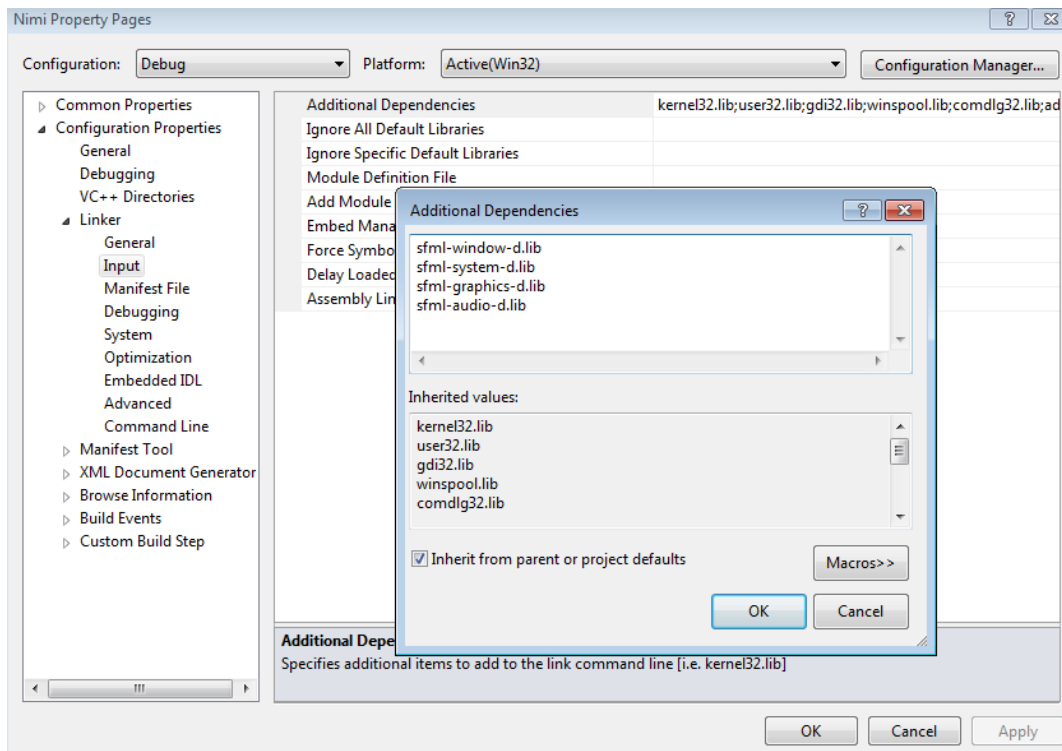 Nimi Property Pages
Configuration: Debug Platform: Active(Win32) Configuration Manager...
Common Properties
Configuration Properties
General
Debugging
VC++ Directories
Linker
General
Input
Manifest File
Debugging
System
Optimization
Embedded IDL
Advanced
Command Line
Manifest Tool
XML Document Generator
Browse Information
Build Events
Custom Build Step
Additional Dependencies kernel32.lib;user32.lib;gdi32.lib;winspool.lib;comdlg32.lib;ad
Ignore All Default Libraries
Ignore Specific Default Libraries
Module Definition File
Add Module
Embed Mana
Force Symbo
Delay Loaded
Assembly Lin
Additional Dependencies
sfml-window-d.lib
sfml-system-d.lib
sfml-graphics-d.lib
sfml-audio-d.lib
Inherited values:
kernel32.lib
user32.lib
gdi32.lib
winspool.lib
comdlg32.lib
Inherit from parent or project defaults
Macros>>
OK Cancel
Additional Depe
Specifies additional items to add to the link command line [i.e. kernel32.lib]
OK Cancel Apply